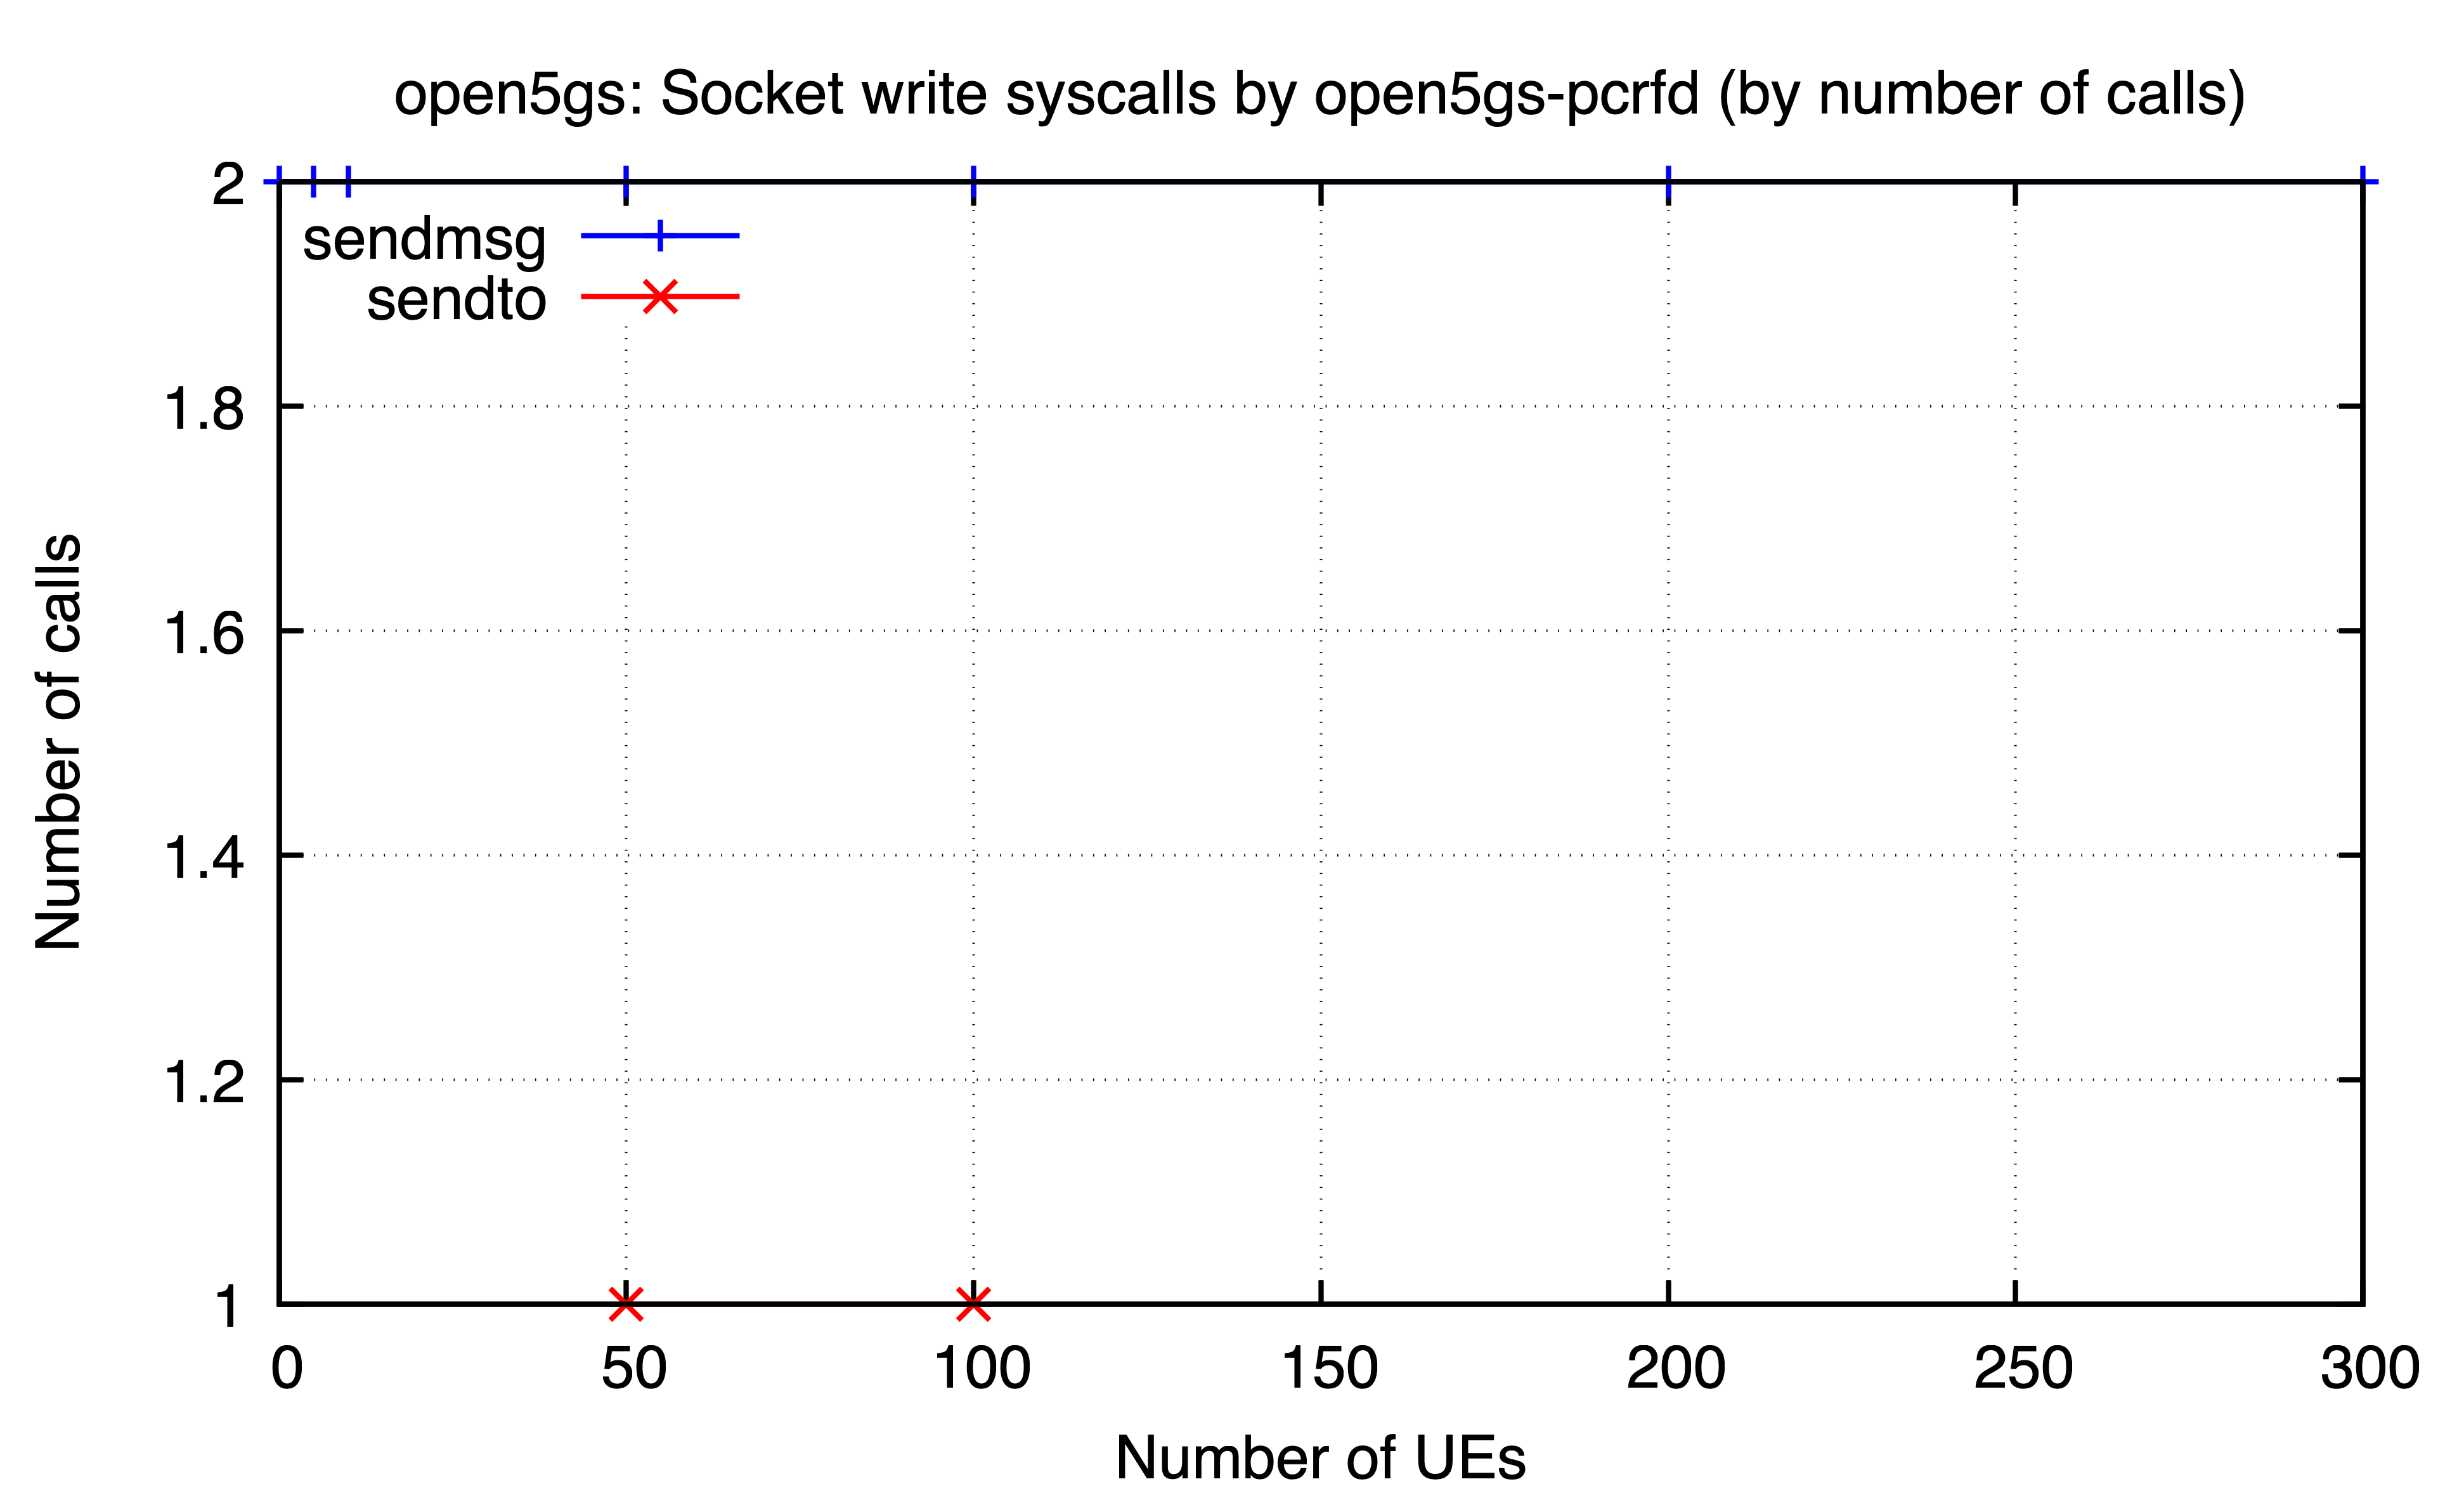 open5gs: Socket write syscalls by open5gs-pcrfd (by number of calls)
2
sendmsg
sendto
1.8
1.6
1.4
1.2
1
Number of calls
0 50 100 150 200 250 300
Number of UEs